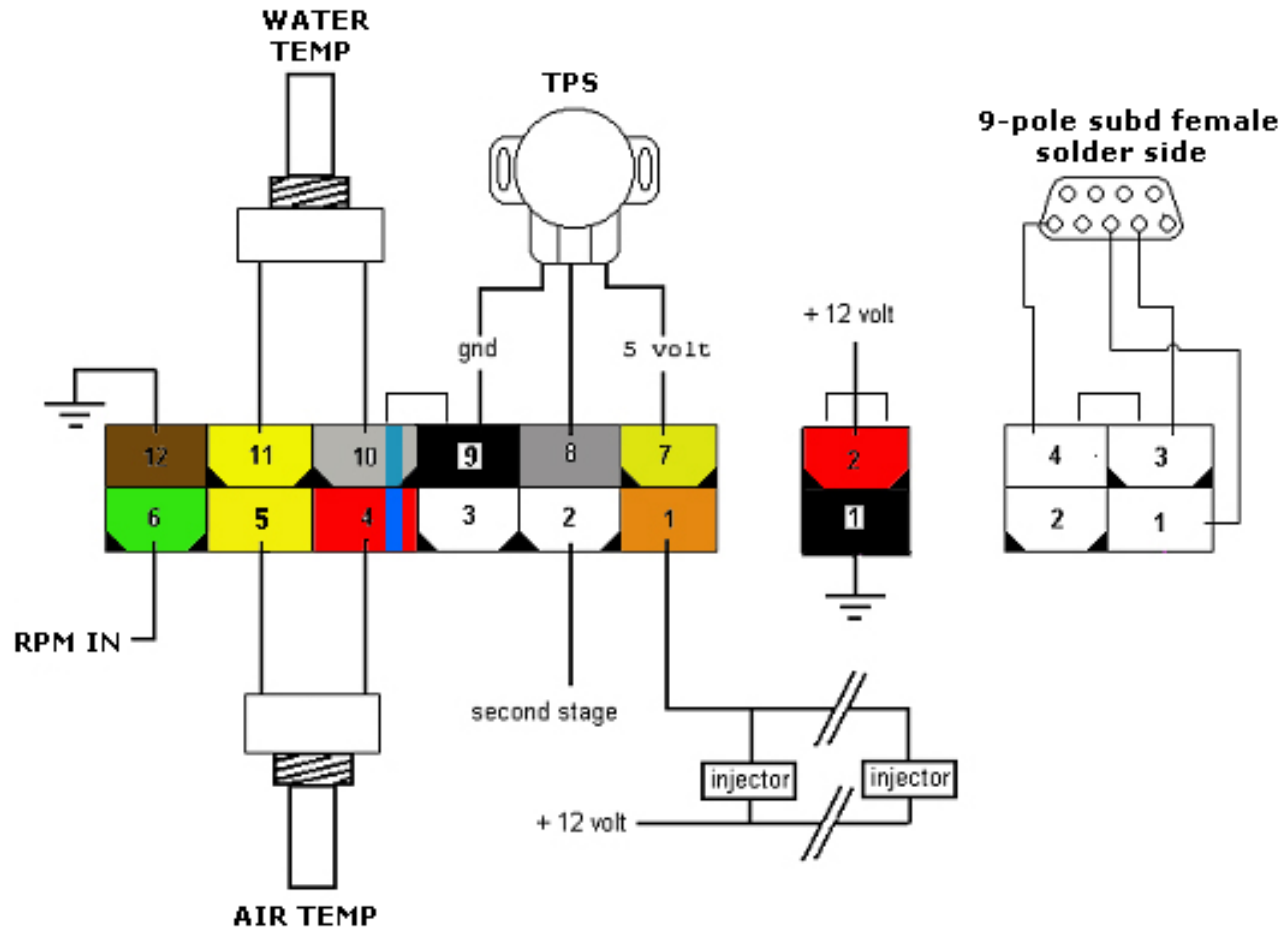 WATER
TEMP
TPS
9-pole subd female
solder side
+ 12 volt
gnd
5 volt
12 11 10 9 8 7
6 5 4 3 2 1
2
1
4 3
2 1
RPM IN
second stage
injector injector
+ 12 volt
AIR TEMP